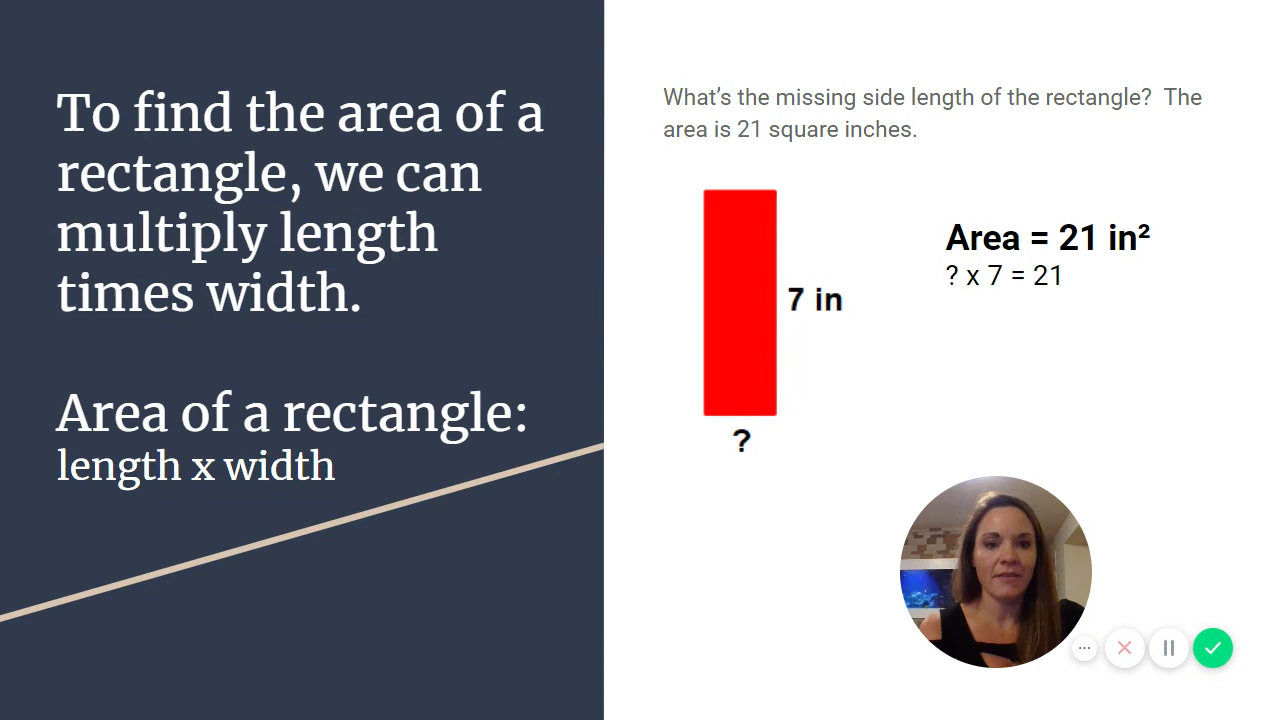 To find the area of a
rectangle, we can
multiply length
times width.
Area of a rectangle:
length x width
What’s the missing side length of the rectangle?  The
area is 21 square inches.
7 in
?
Area = 21 in²
? x 7 = 21